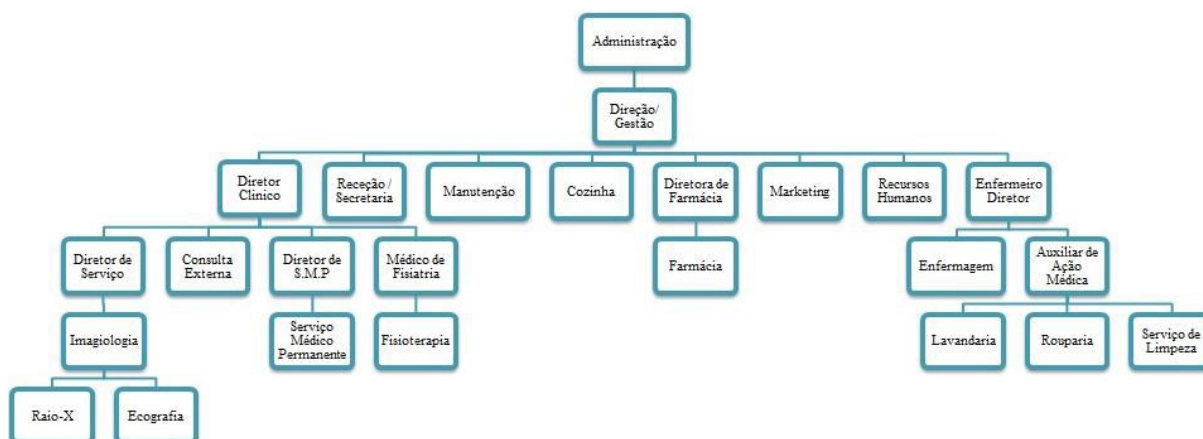 Administração
Direção/
Gestão
Diretor
Clínico
Receção /
Secretaria
Manutenção
Cozinha
Diretora de
Farmácia
Marketing
Recursos
Humanos
Enfermeiro
Diretor
Diretor de
Serviço
Consulta
Externa
Diretor de
S.M.P
Médico de
Fisiatria
Farmácia
Enfermagem
Auxiliar de
Ação
Médica
Imagiologia
Serviço
Médico
Permanente
Fisioterapia
Lavandaria
Rouparia
Serviço de
Limpeza
Raio-X
Ecografia